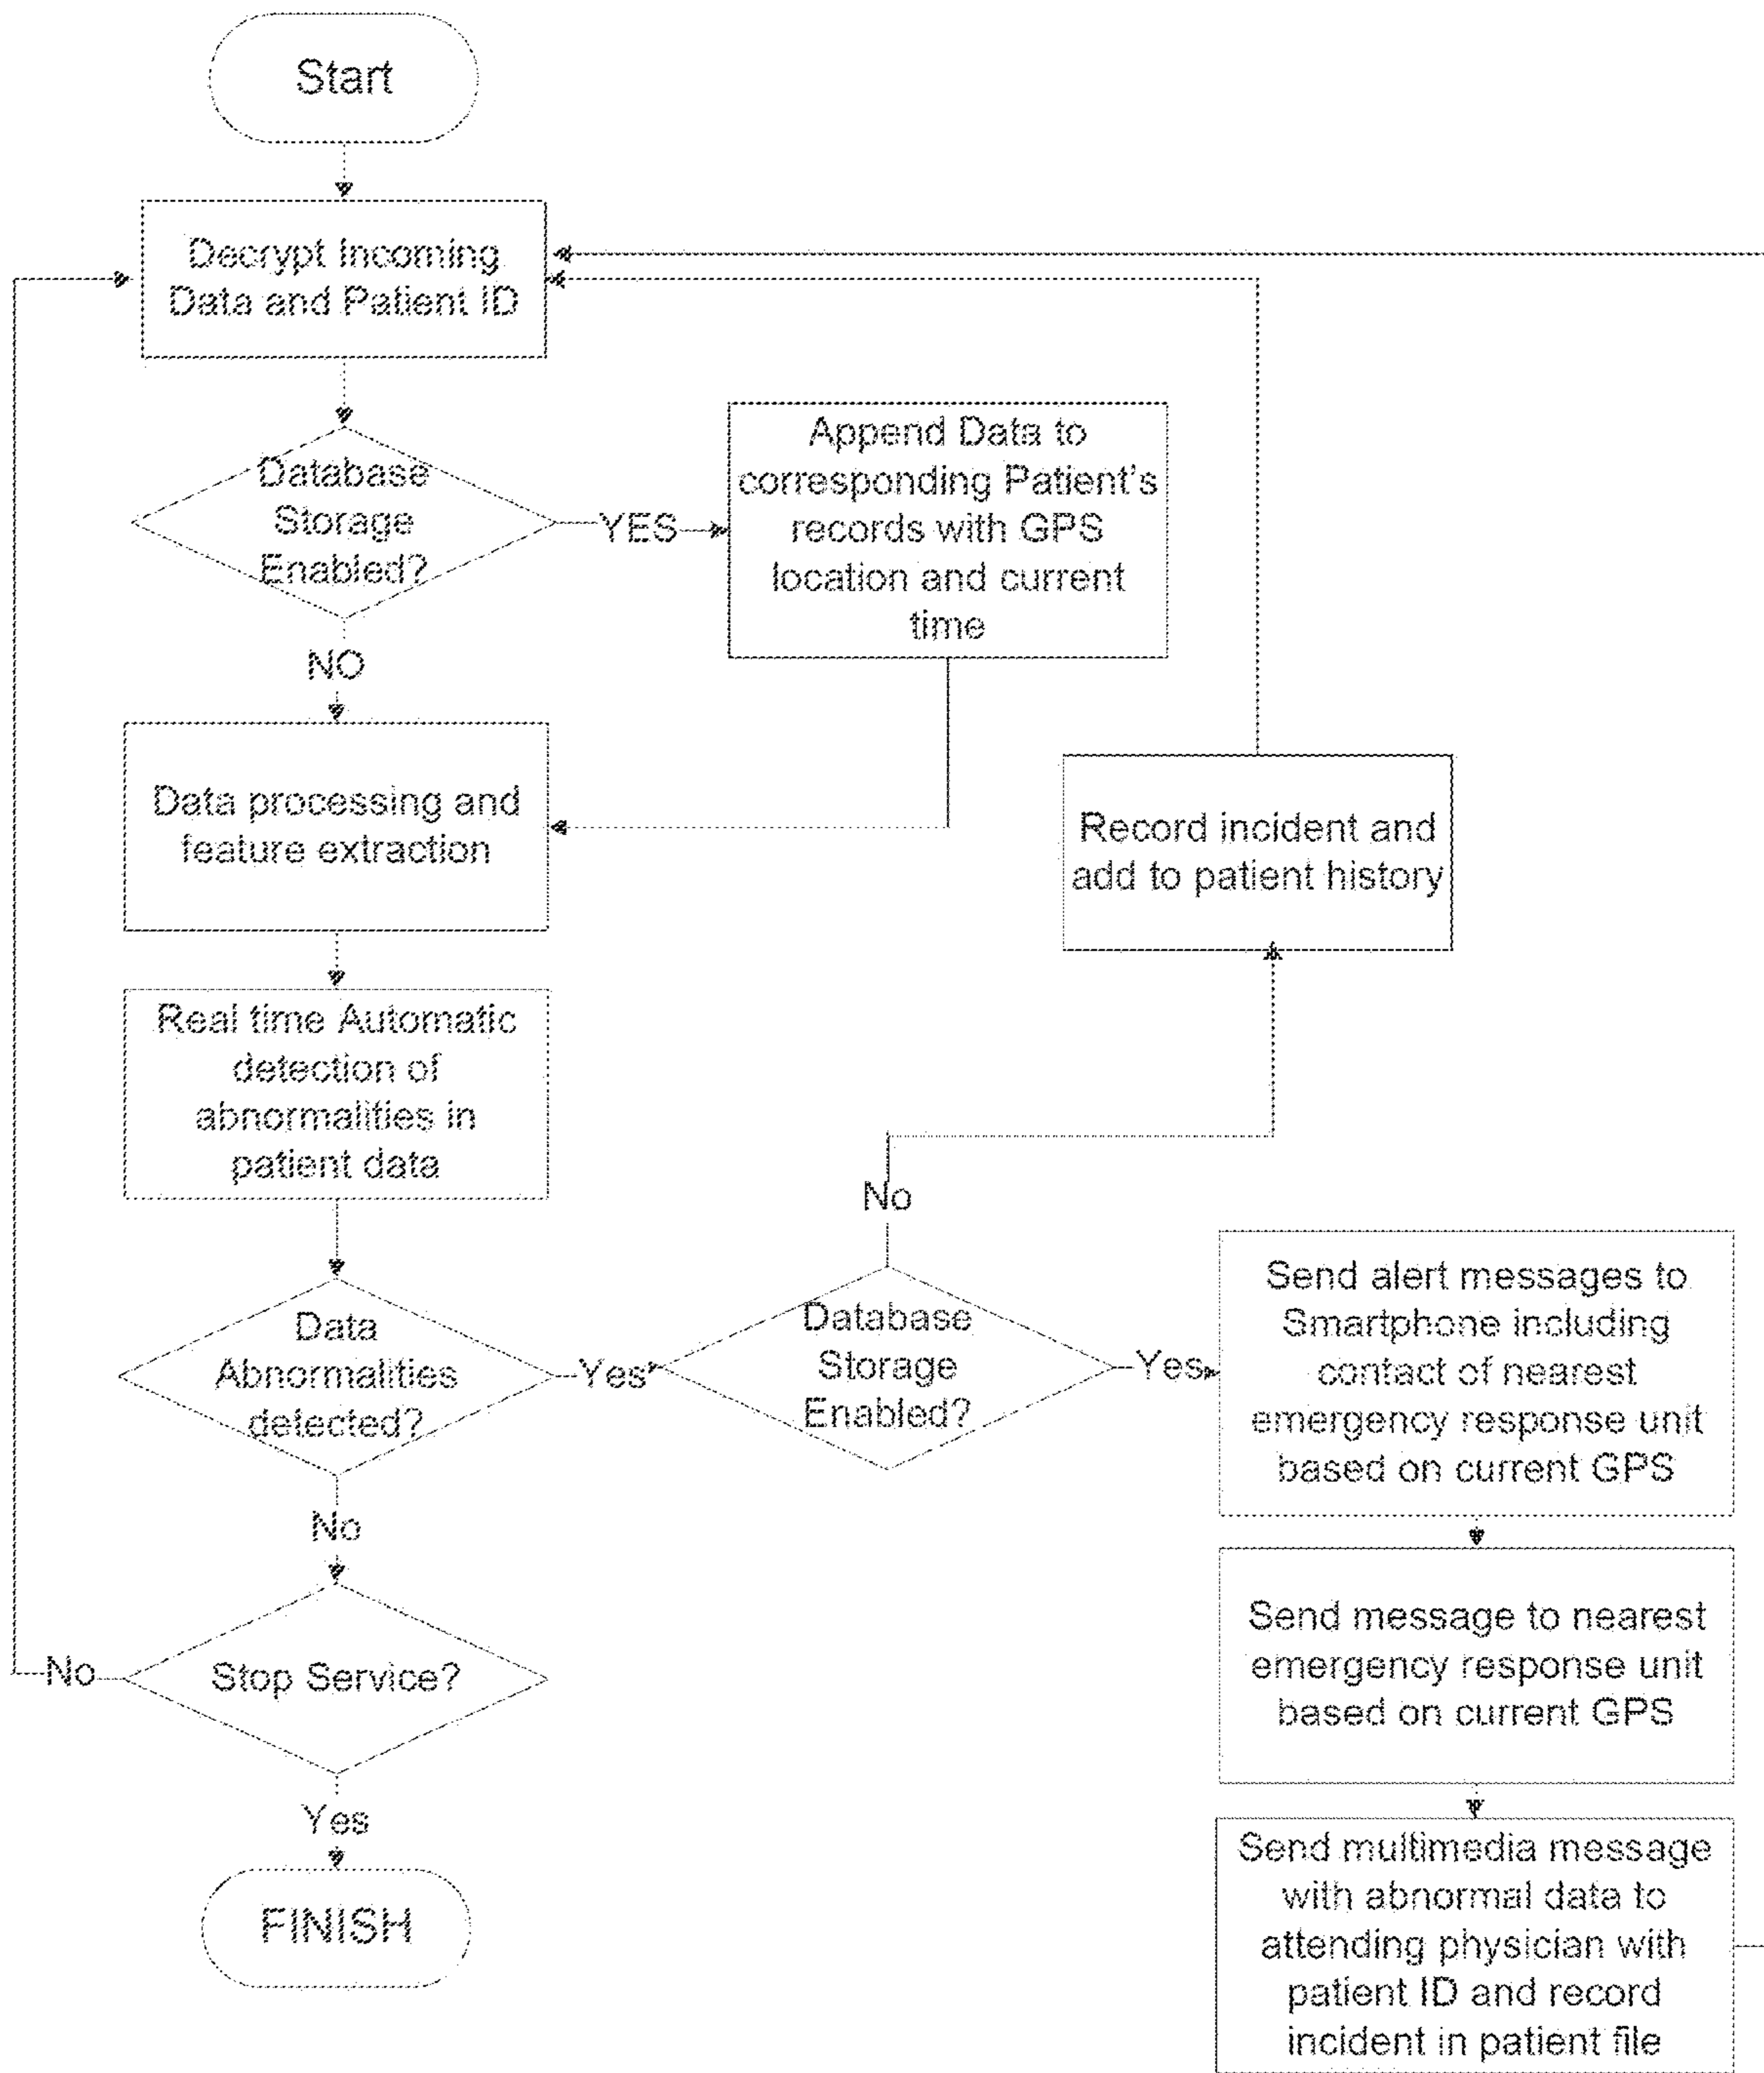 Start
Decrypt Incoming
Data and Patient ID
Database
Storage
Enabled?
YES
Append Data to
corresponding Patient's
records with GPS
location and current
time
NO
Data processing and
feature extraction
Record incident and
add to patient history
Real time Automatic
detection of
abnormalities in
patient data
No
Data
Abnormalities
detected?
Yes
Database
Storage
Enabled?
Yes
Send alert messages to
Smartphone including
contact of nearest
emergency response unit
based on current GPS
No
Send message to nearest
emergency response unit
based on current GPS
No
Stop Service?
Yes
FINISH
Send multimedia message
with abnormal data to
attending physician with
patient ID and record
incident in patient file